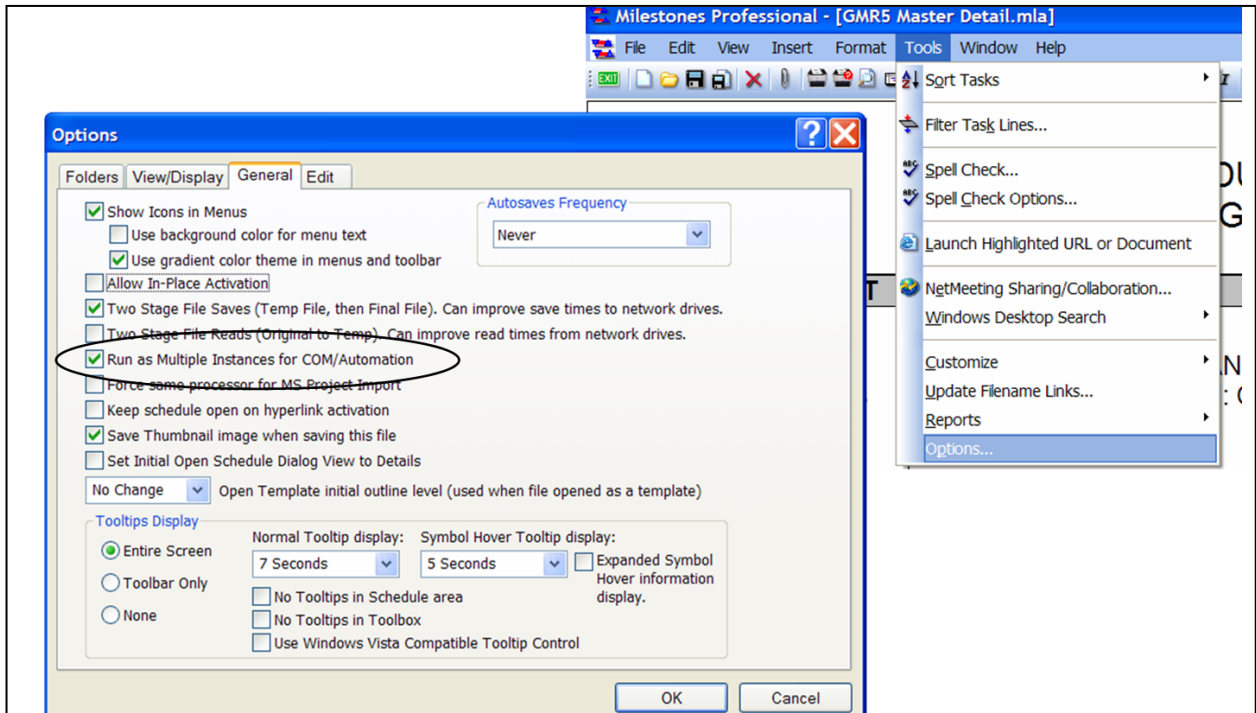 Milestones Professional - [GMR5 Master Detail.mla]
File Edit View Insert Format Tools Window Help
EXIT
Sort Tasks
Filter Task Lines...
Spell Check...
Spell Check Options...
Launch Highlighted URL or Document
NetMeeting Sharing/Collaboration...
Windows Desktop Search
Customize
Update Filename Links...
Reports
Options...
Options
Folders View/Display General Edit
Show Icons in Menus
Use background color for menu text
Use gradient color theme in menus and toolbar
Autosaves Frequency
Never
Allow In-Place Activation
Two Stage File Saves (Temp File, then Final File). Can improve save times to network drives.
Two Stage File Reads (Original to Temp). Can improve read times from network drives.
Run as Multiple Instances for COM/Automation
Force same processor for MS Project Import
Keep schedule open on hyperlink activation
Save Thumbnail image when saving this file
Set Initial Open Schedule Dialog View to Details
No Change Open Template initial outline level (used when file opened as a template)
Tooltips Display
Entire Screen
Toolbar Only
None
Normal Tooltip display: Symbol Hover Tooltip display:
7 Seconds 5 Seconds
Expanded Symbol
Hover information
display.
No Tooltips in Schedule area
No Tooltips in Toolbox
Use Windows Vista Compatible Tooltip Control
OK Cancel